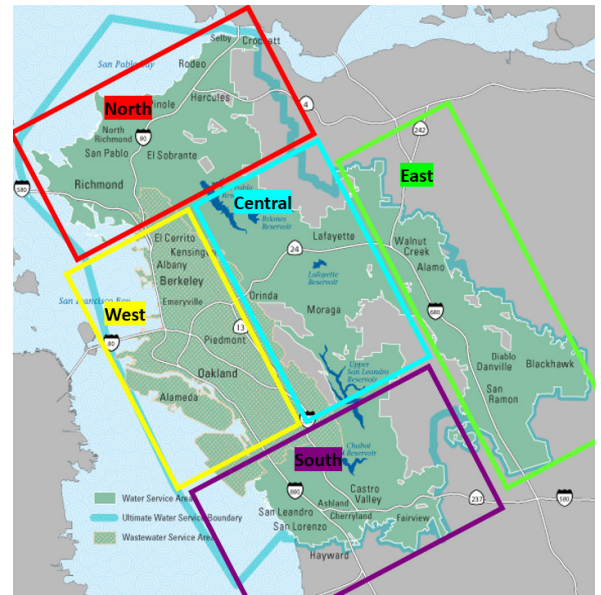 Selby
Crockett
San Pablo Bay
Rodeo
Hercules
4
North
North
Richmond
80
242
San Pablo
El Sobrante
Richmond
580
East
Central
Briones
Reservoir
El Cerrito
Kensington
Albany
Berkeley
24
Lafayette
Walnut
Creek
Lafayette
Reservoir
Alamo
Orinda
San Francisco Bay
Emeryville
West
Moraga
680
80
13
Piedmont
Oakland
Upper
San Leandro
Reservoir
Diablo
Danville
Blackhawk
San
Ramon
Alameda
Chabot
Reservoir
South
880
Castro
Valley
237
580
Water Service Area
San Leandro
Ashland
Cherryland
Fairview
Ultimate Water Service Boundary
San Lorenzo
Wastewater Service Area
Hayward